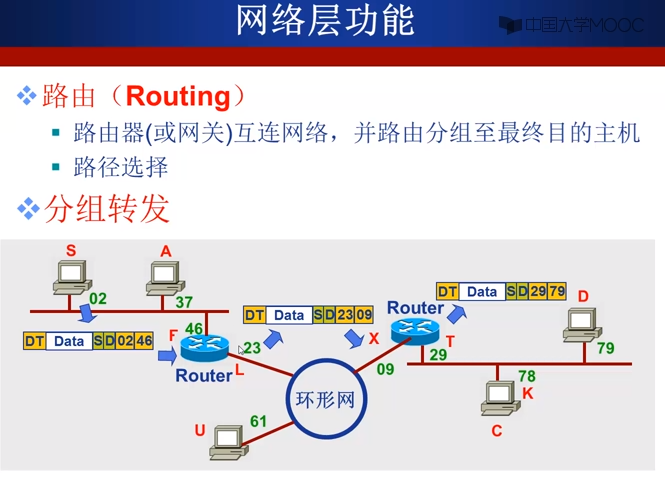 网络层功能
中国大学MOOC
路由（Routing）
路由器(或网关)互连网络，并路由分组至最终目的主机
路径选择
分组转发
S
A
02
37
DT Data S D 29 79
D
DT Data S D 23 09
Router
DT Data S D 02 46
F
46
23
X
T
29
79
Router
L
09
78
K
环形网
U
61
C